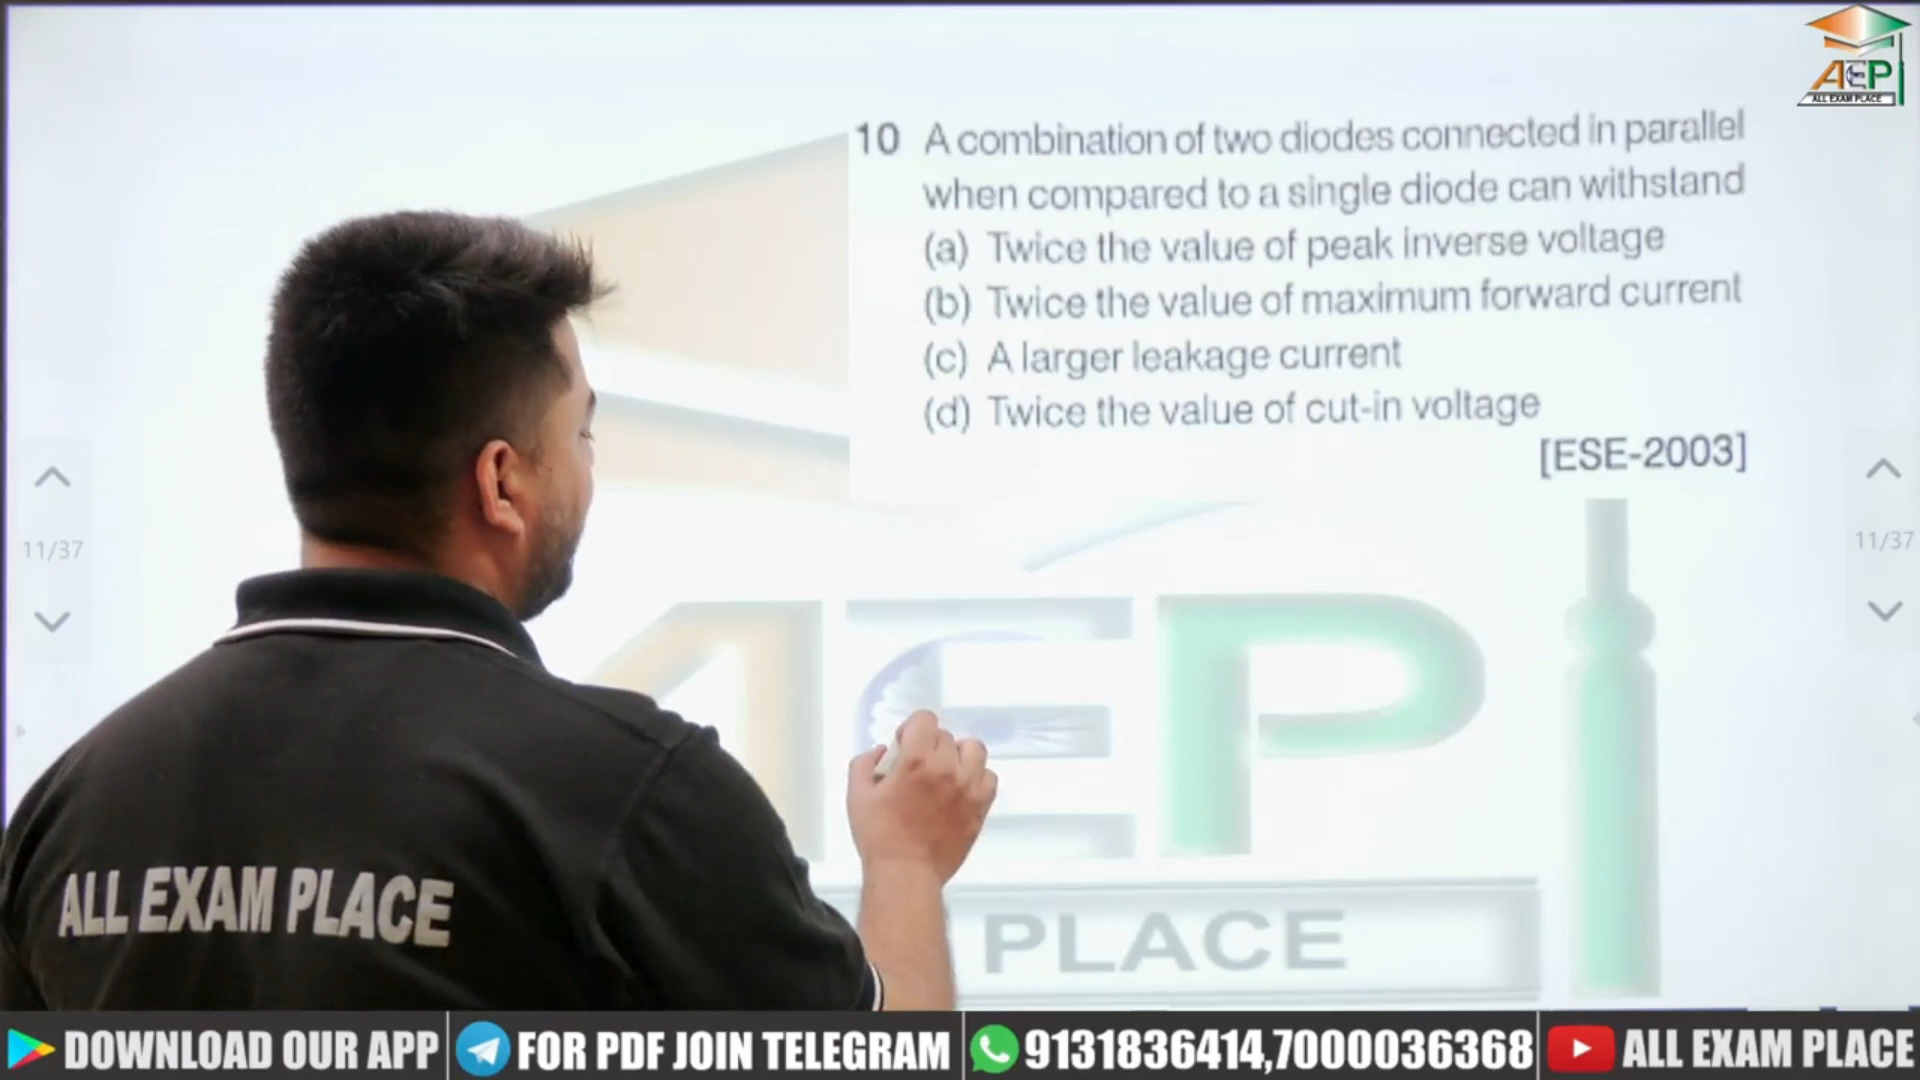 AEP
ALL EXAM PLACE
10 A combination of two diodes connected in parallel
when compared to a single diode can withstand
(a) Twice the value of peak inverse voltage
(b) Twice the value of maximum forward current
(c) A larger leakage current
(d) Twice the value of cut-in voltage
[ESE-2003]
11/37
11/37
AEP
PLACE
ALL EXAM PLACE
DOWNLOAD OUR APP
FOR PDF JOIN TELEGRAM
9131836414,7000036368
ALL EXAM PLACE